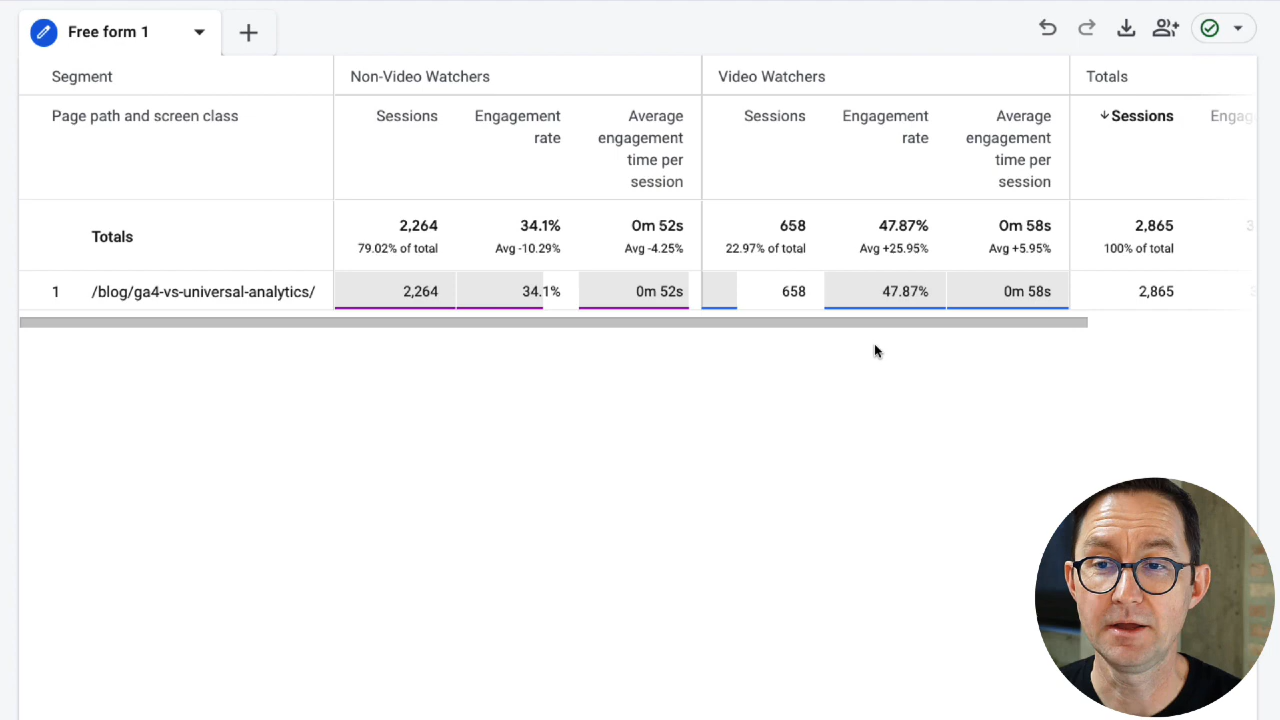 Free form 1
Segment
Non-Video Watchers
Video Watchers
Totals
Page path and screen class
Sessions
Engagement
rate
Average
engagement
time per
session
Sessions
Engagement
rate
Average
engagement
time per
session
Sessions
Engag
Totals
2,264
34.1%
0m 52s
658
47.87%
0m 58s
2,865
79.02% of total
Avg -10.29%
Avg -4.25%
22.97% of total
Avg +25.95%
Avg +5.95%
100% of total
1 /blog/ga4-vs-universal-analytics/ 2,264 34.1% 0m 52s 658 47.87% 0m 58s 2,865